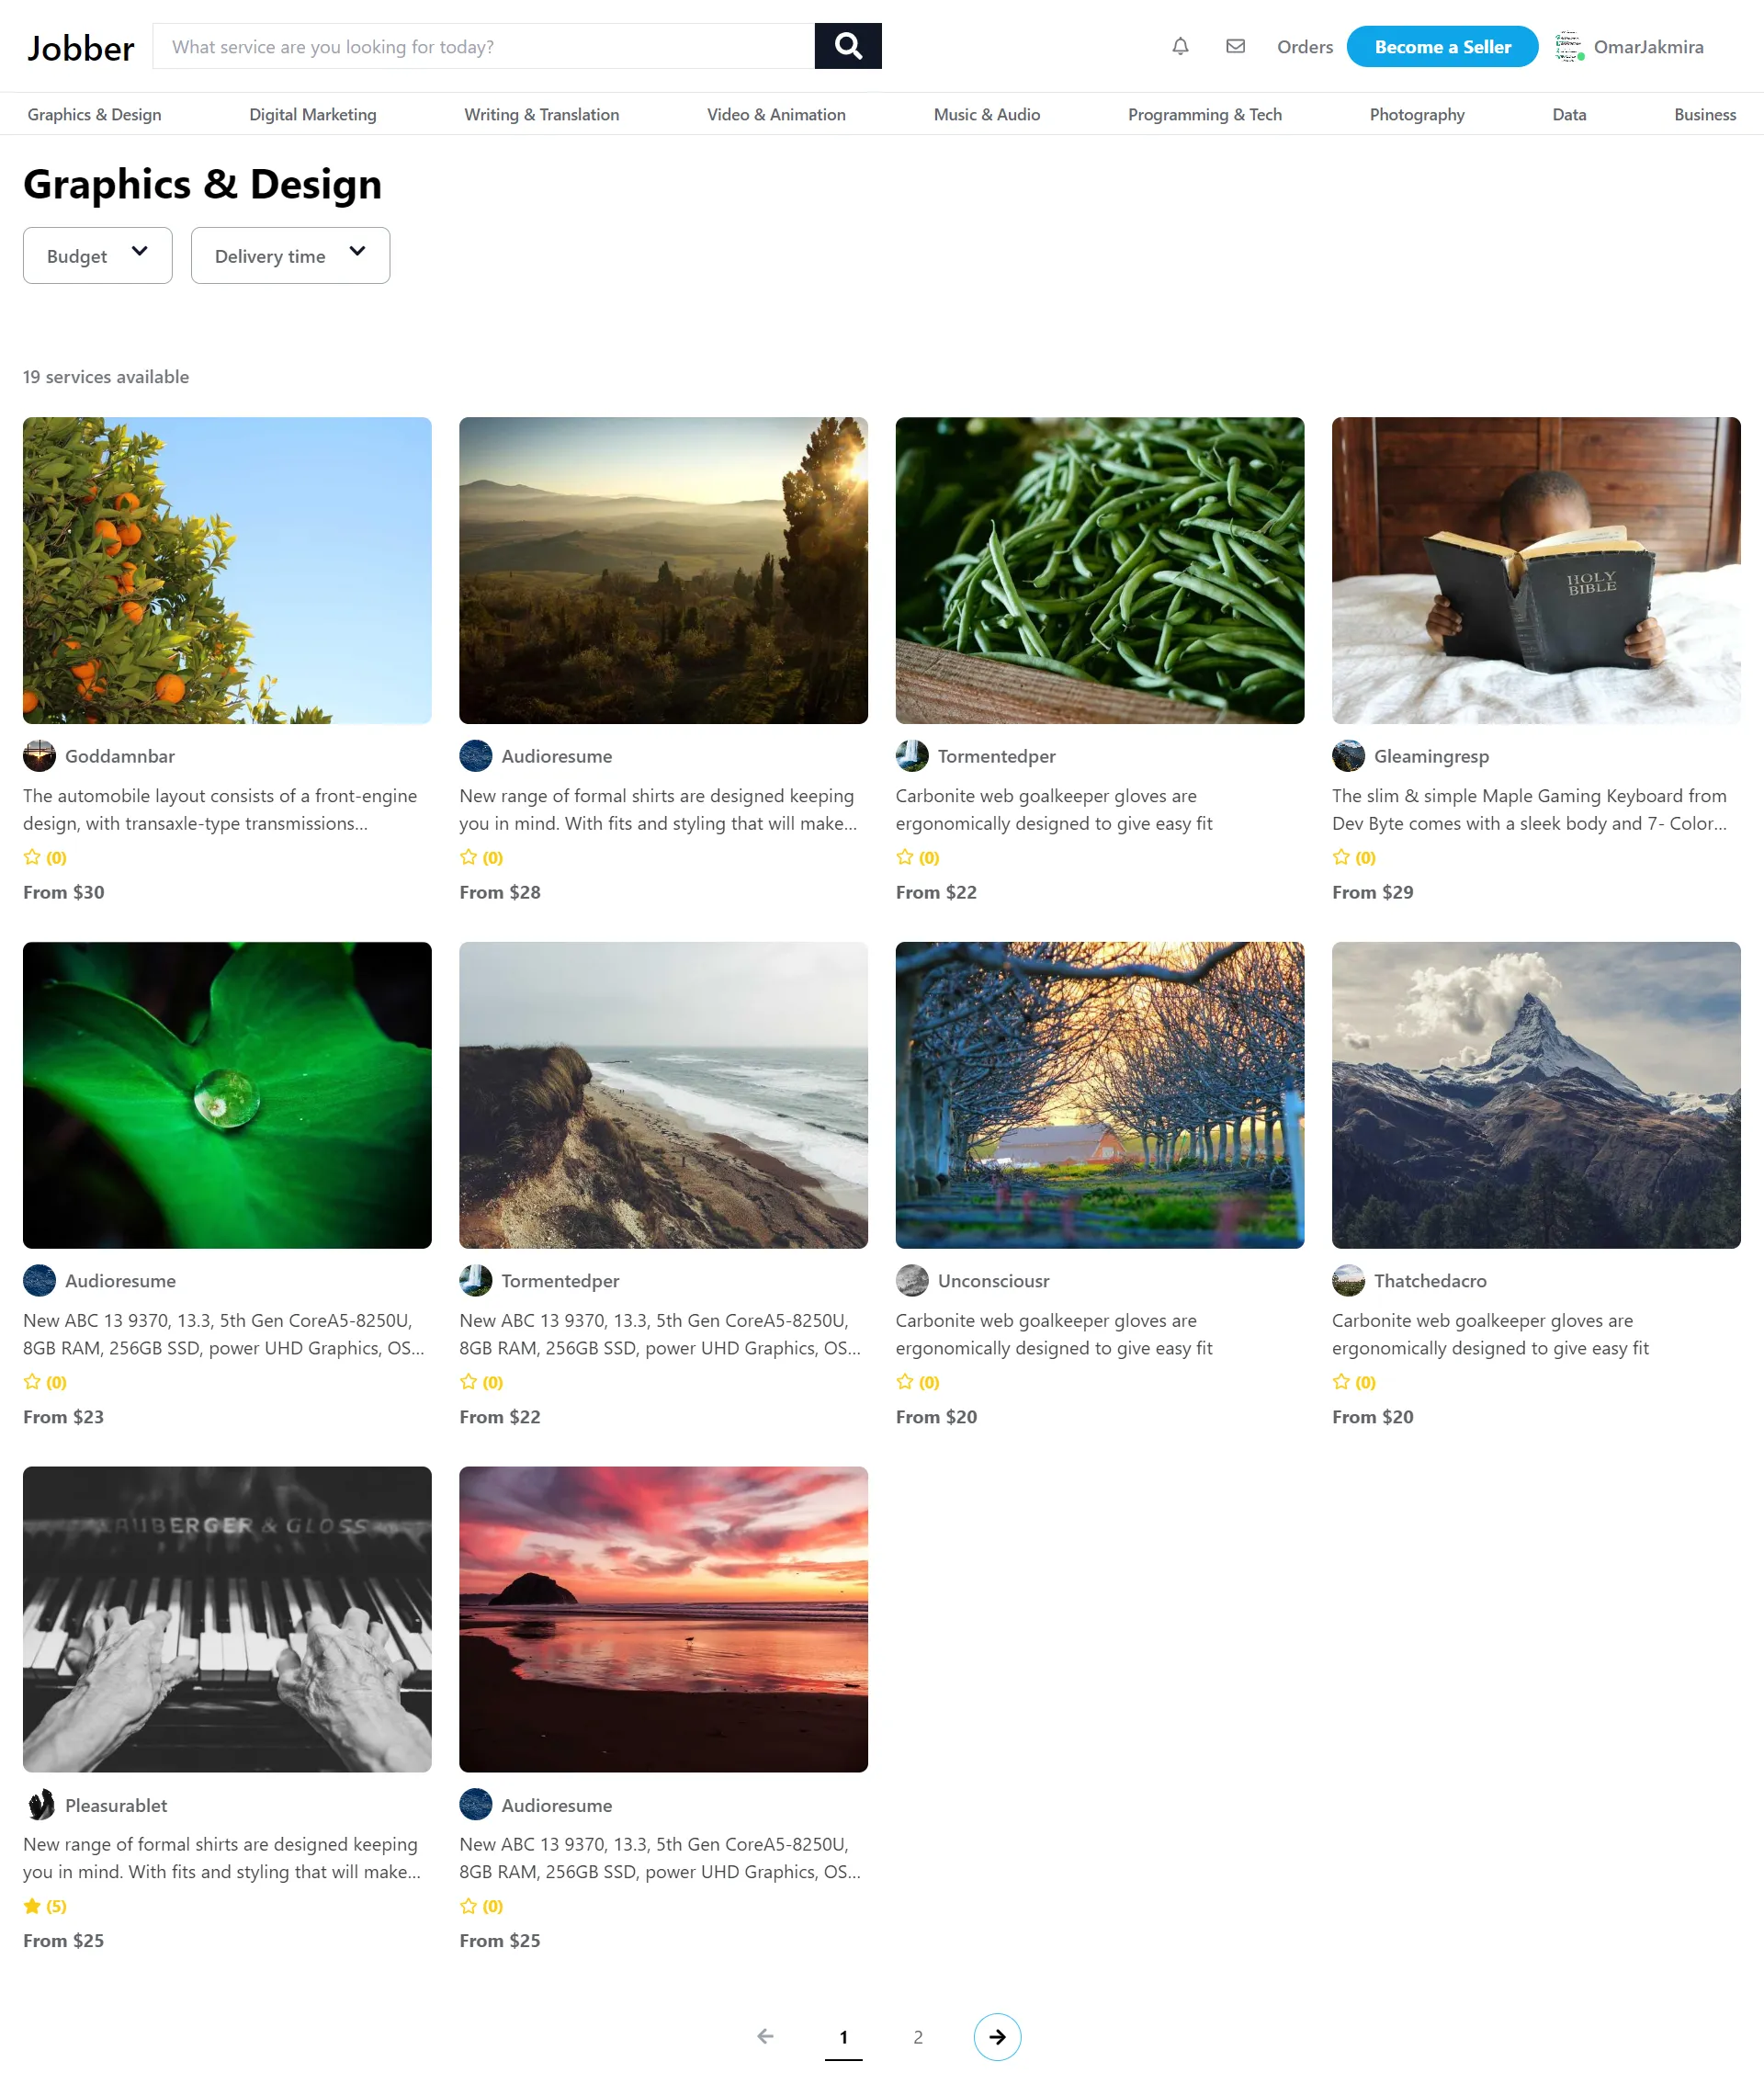 Jobber
What service are you looking for today?
Orders
Become a Seller
OmarJakmira
Graphics & Design
Digital Marketing
Writing & Translation
Video & Animation
Music & Audio
Programming & Tech
Photography
Data
Business
Graphics & Design
Budget
Delivery time
19 services available
HOLY
BIBLE
Goddamnbar
The automobile layout consists of a front-engine
design, with transaxle-type transmissions...
(0)
From $30
Audioresume
New range of formal shirts are designed keeping
you in mind. With fits and styling that will make...
(0)
From $28
Tormentedper
Carbonite web goalkeeper gloves are
ergonomically designed to give easy fit
(0)
From $22
Gleamingresp
The slim & simple Maple Gaming Keyboard from
Dev Byte comes with a sleek body and 7- Color...
(0)
From $29
Audioresume
New ABC 13 9370, 13.3, 5th Gen CoreA5-8250U,
8GB RAM, 256GB SSD, power UHD Graphics, OS...
(0)
From $23
Tormentedper
New ABC 13 9370, 13.3, 5th Gen CoreA5-8250U,
8GB RAM, 256GB SSD, power UHD Graphics, OS...
(0)
From $22
Unconsciousr
Carbonite web goalkeeper gloves are
ergonomically designed to give easy fit
(0)
From $20
Thatchedacro
Carbonite web goalkeeper gloves are
ergonomically designed to give easy fit
(0)
From $20
& GLOSS
Pleasurablet
New range of formal shirts are designed keeping
you in mind. With fits and styling that will make...
(5)
From $25
Audioresume
New ABC 13 9370, 13.3, 5th Gen CoreA5-8250U,
8GB RAM, 256GB SSD, power UHD Graphics, OS...
(0)
From $25
1
2